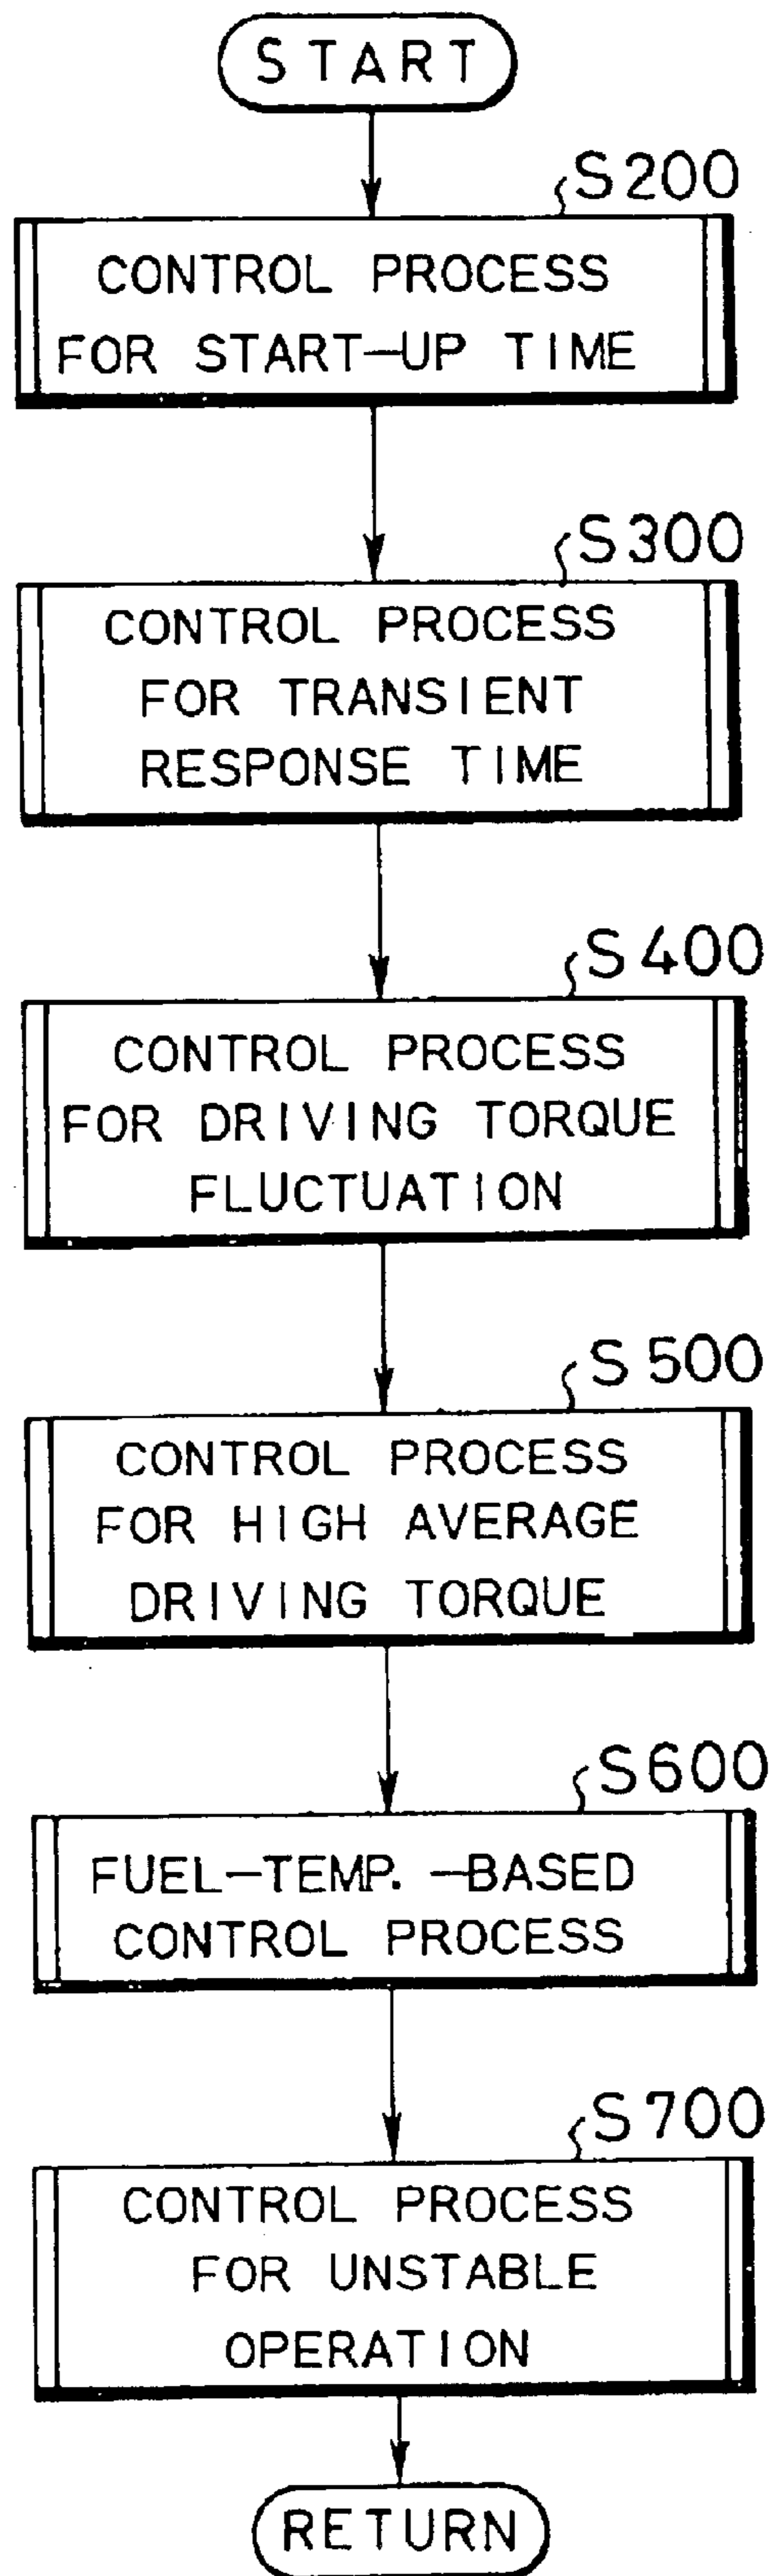 START
S200
CONTROL PROCESS
FOR START-UP TIME
S300
CONTROL PROCESS
FOR TRANSIENT
RESPONSE TIME
S400
CONTROL PROCESS
FOR DRIVING TORQUE
FLUCTUATION
S500
CONTROL PROCESS
FOR HIGH AVERAGE
DRIVING TORQUE
S600
FUEL-TEMP.-BASED
CONTROL PROCESS
S700
CONTROL PROCESS
FOR UNSTABLE
OPERATION
RETURN